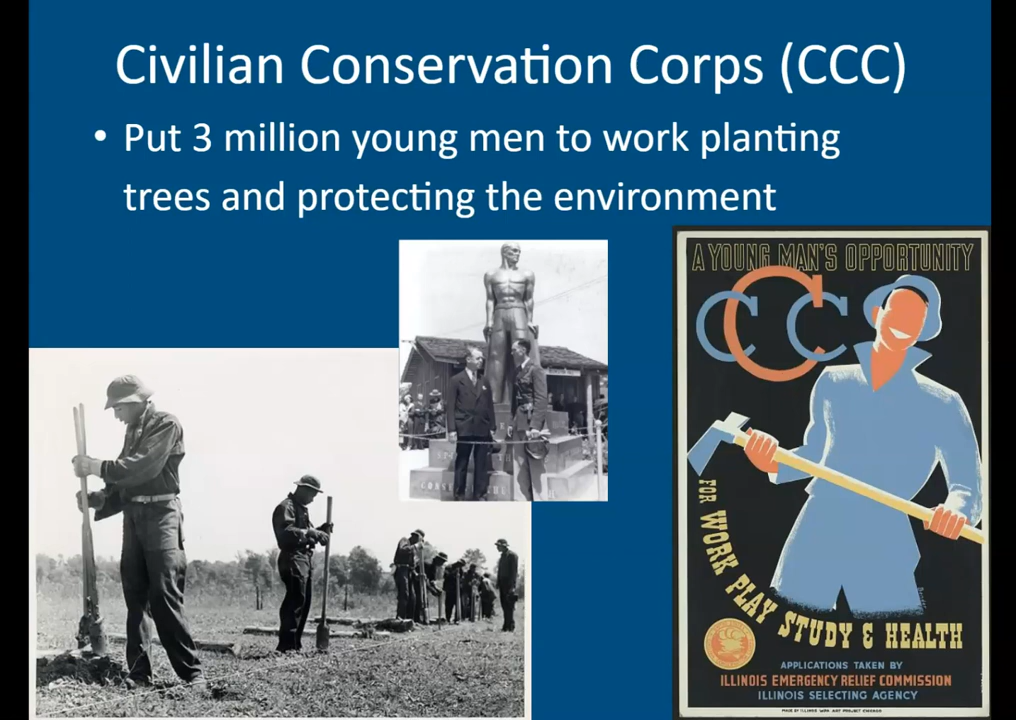 Civilian Conservation Corps (CCC)
• Put 3 million young men to work planting
trees and protecting the environment
A YOUNG MAN'S OPPORTUNITY
CCC
FOR WORK PLAY STUDY & HEALTH
APPLICATIONS TAKEN BY
ILLINOIS EMERGENCY RELIEF COMMISSION
ILLINOIS SELECTING AGENCY